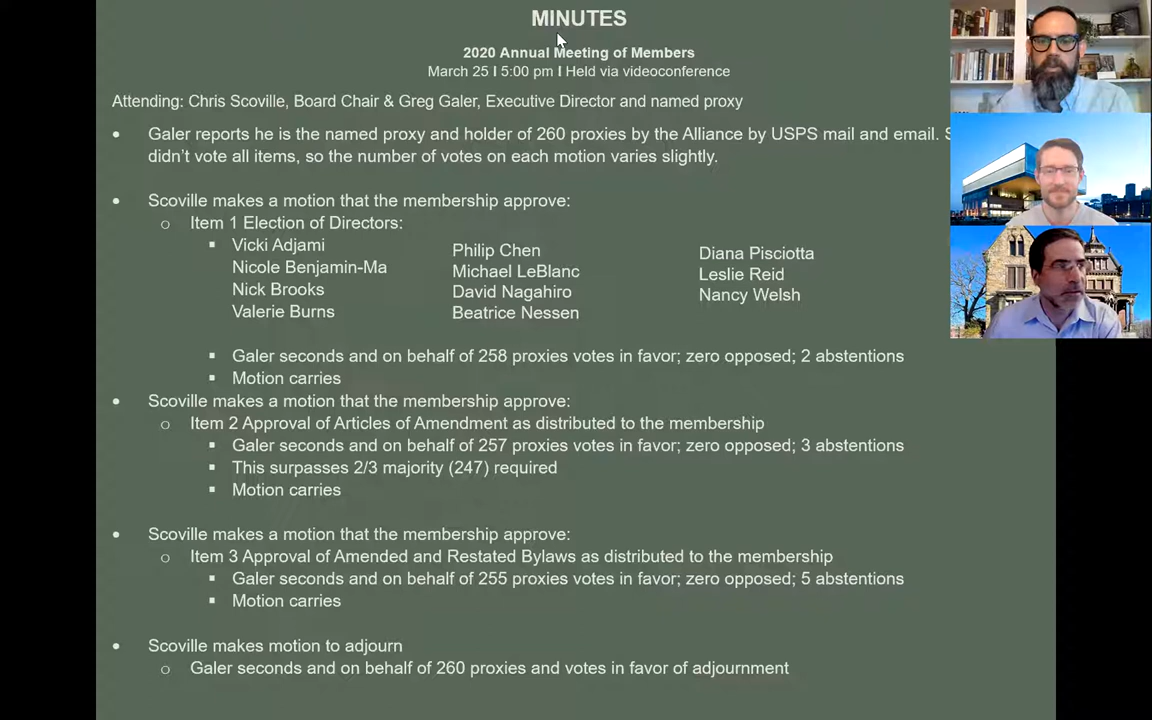 MINUTES
2020 Annual Meeting of Members
March 25 I 5:00 pm I Held via videoconference
Attending: Chris Scoville, Board Chair & Greg Galer, Executive Director and named proxy
• Galer reports he is the named proxy and holder of 260 proxies by the Alliance by USPS mail and email.
didn't vote all items, so the number of votes on each motion varies slightly.
• Scoville makes a motion that the membership approve:
o Item 1 Election of Directors:
▪ Vicki Adjami
Nicole Benjamin-Ma
Nick Brooks
Valerie Burns
Philip Chen
Michael LeBlanc
David Nagahiro
Beatrice Nessen
Diana Pisciotta
Leslie Reid
Nancy Welsh
▪ Galer seconds and on behalf of 258 proxies votes in favor; zero opposed; 2 abstentions
▪ Motion carries
• Scoville makes a motion that the membership approve:
o Item 2 Approval of Articles of Amendment as distributed to the membership
▪ Galer seconds and on behalf of 257 proxies votes in favor; zero opposed; 3 abstentions
▪ This surpasses 2/3 majority (247) required
▪ Motion carries
• Scoville makes a motion that the membership approve:
o Item 3 Approval of Amended and Restated Bylaws as distributed to the membership
▪ Galer seconds and on behalf of 255 proxies votes in favor; zero opposed; 5 abstentions
▪ Motion carries
• Scoville makes motion to adjourn
o Galer seconds and on behalf of 260 proxies and votes in favor of adjournment